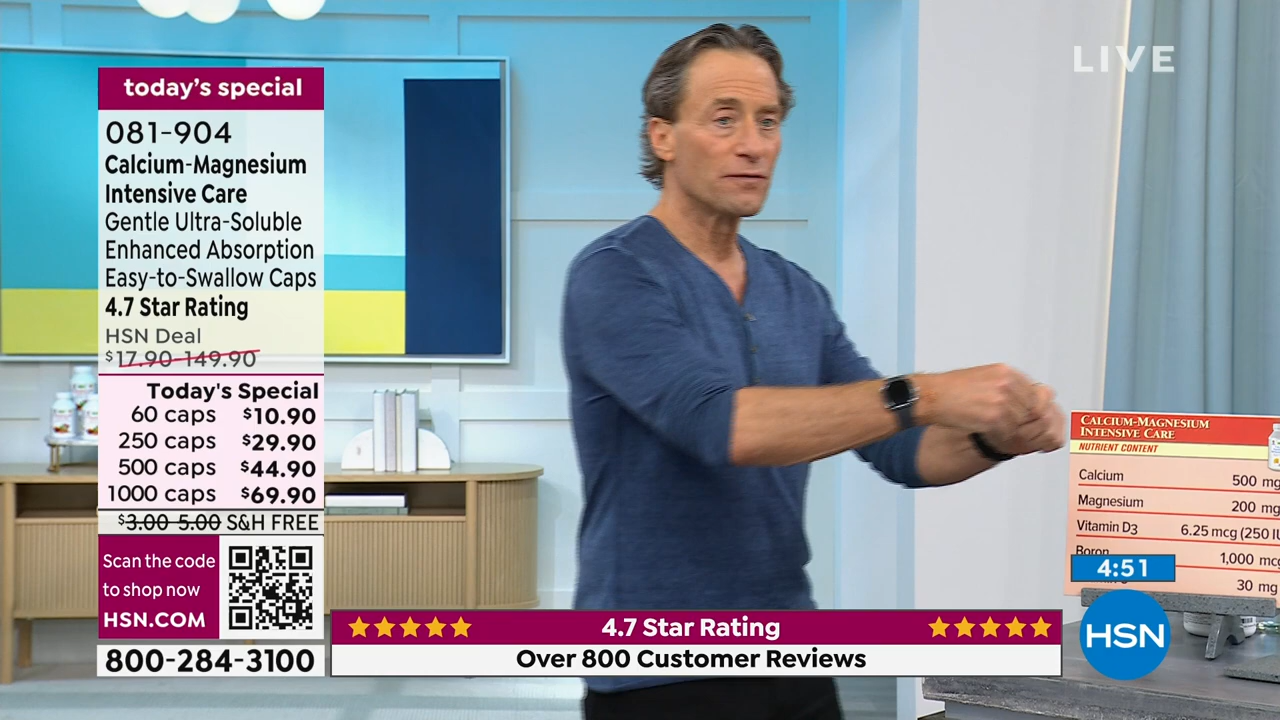 LIVE
today's special
081-904
Calcium-Magnesium
Intensive Care
Gentle Ultra-Soluble
Enhanced Absorption
Easy-to-Swallow Caps
4.7 Star Rating
HSN Deal
$17.90-149.90
Today's Special
60 caps $10.90
250 caps $29.90
500 caps $44.90
1000 caps $69.90
$3.00-5.00 S&H FREE
Scan the code
to shop now
HSN.COM
800-284-3100
4.7 Star Rating
Over 800 Customer Reviews
CALCIUM-MAGNESIUM
INTENSIVE CARE
NUTRIENT CONTENT
Calcium 500 mg
Magnesium 200 mg
Vitamin D3 6.25 mcg (250 IU
Boron 1,000 mcg
30 mg
4:51
HSN